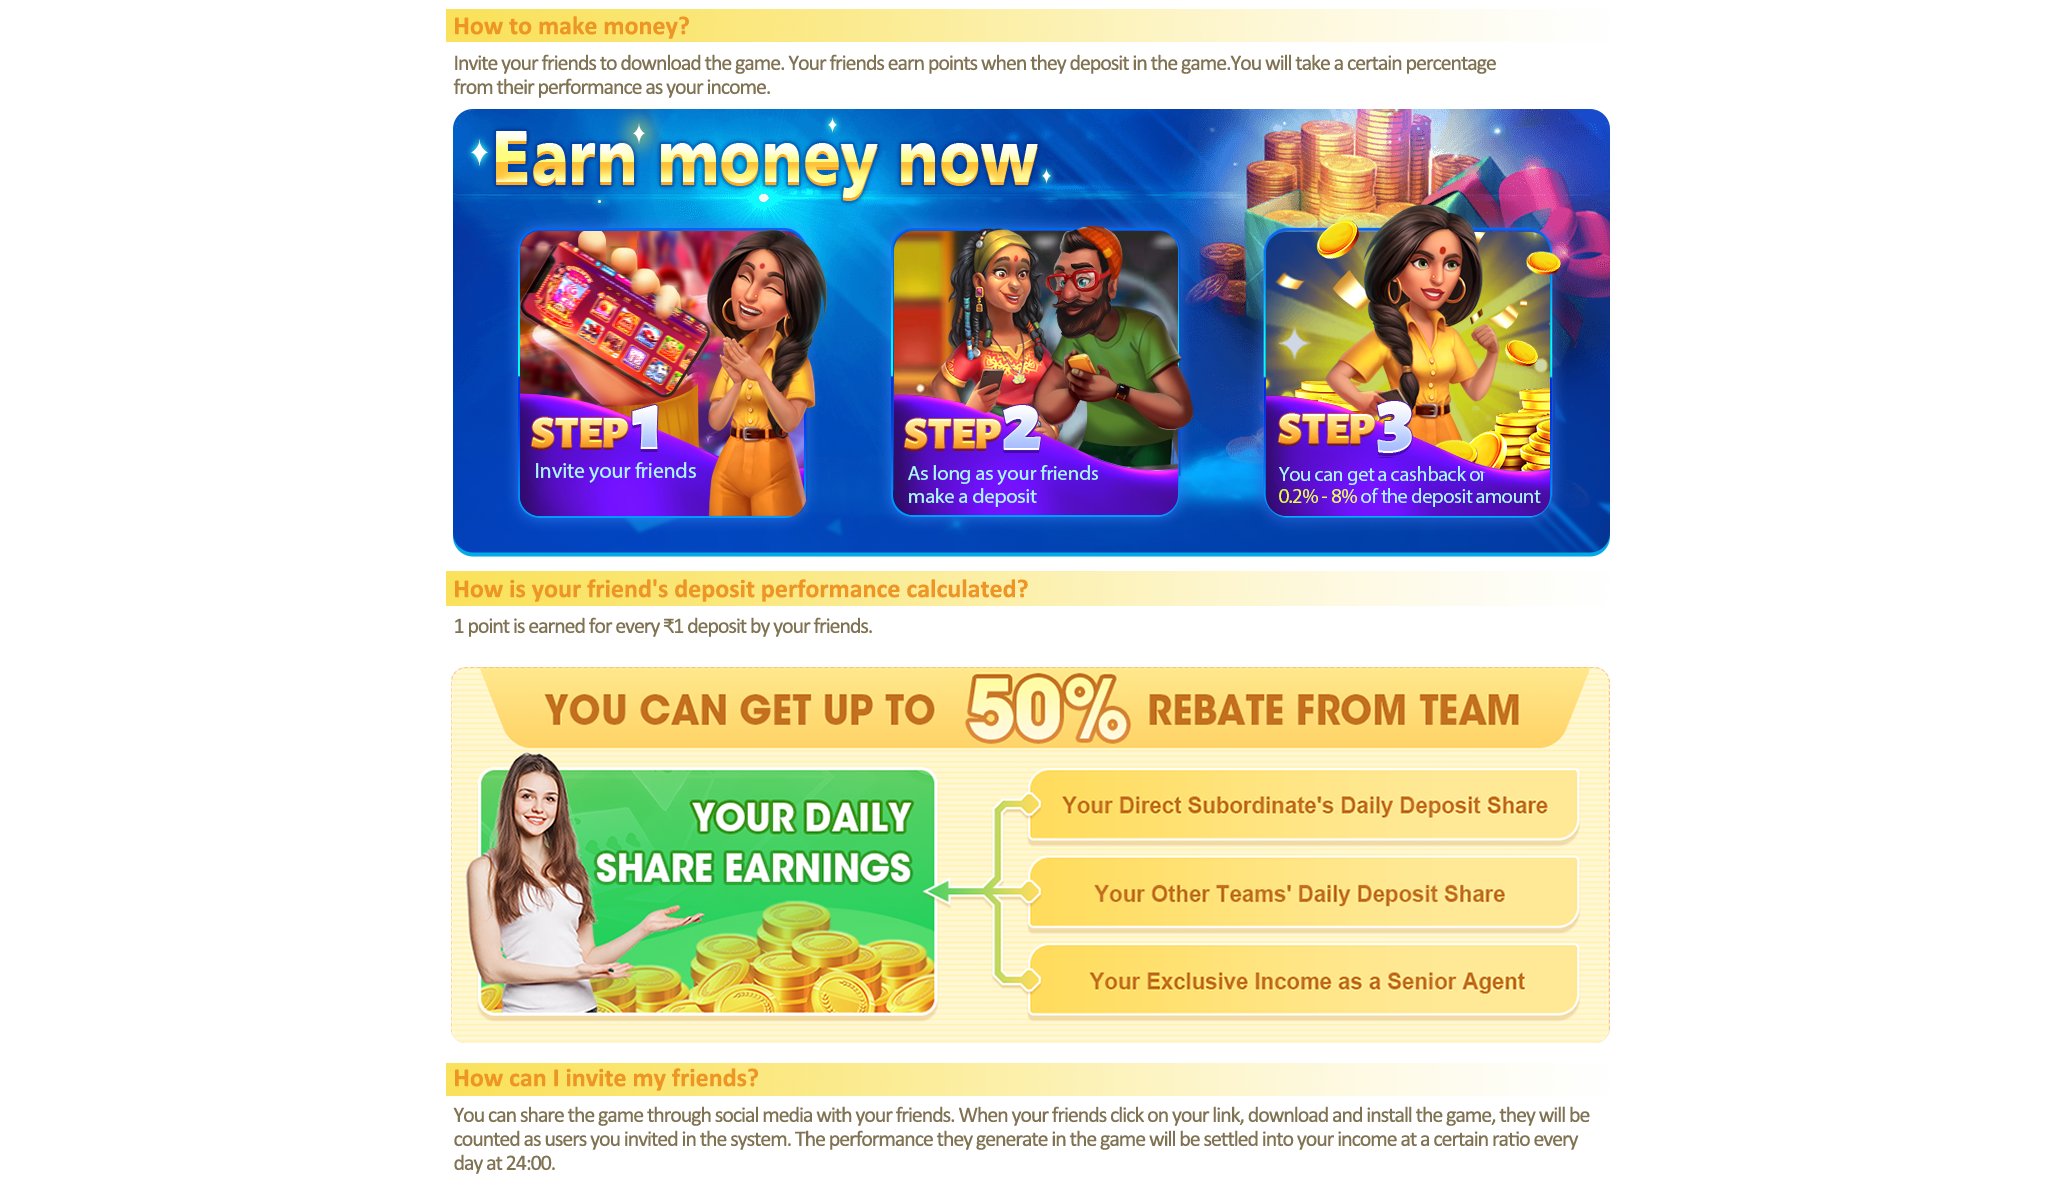 How to make money?
Invite your friends to download the game. Your friends earn points when they deposit in the game.You will take a certain percentage
from their performance as your income.
Earn money now
STEP1
Invite your friends
STEP2
As long as your friends
make a deposit
STEP3
You can get a cashback of
0.2% - 8% of the deposit amount
How is your friend's deposit performance calculated?
1 point is earned for every ₹1 deposit by your friends.
YOU CAN GET UP TO 50% REBATE FROM TEAM
YOUR DAILY
SHARE EARNINGS
Your Direct Subordinate's Daily Deposit Share
Your Other Teams' Daily Deposit Share
Your Exclusive Income as a Senior Agent
How can I invite my friends?
You can share the game through social media with your friends. When your friends click on your link, download and install the game, they will be
counted as users you invited in the system. The performance they generate in the game will be settled into your income at a certain ratio every
day at 24:00.